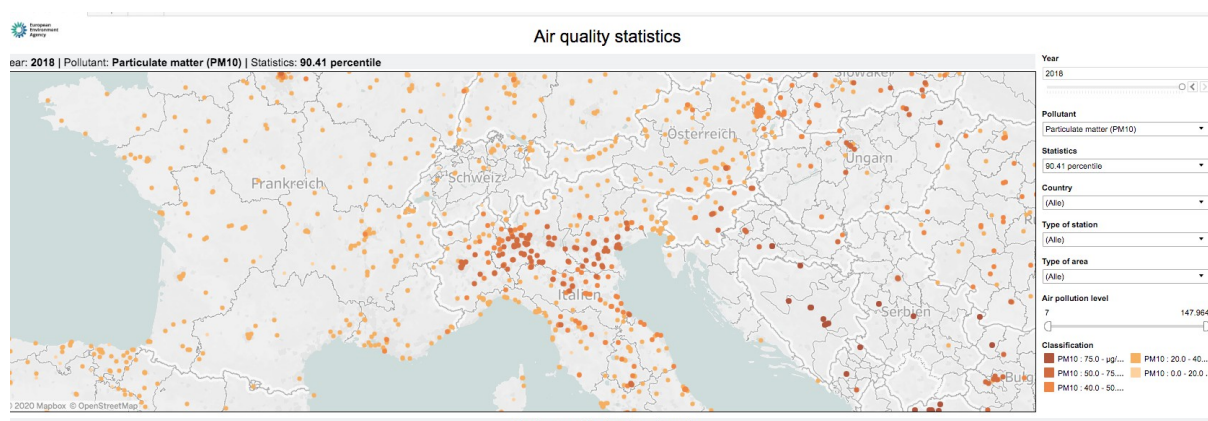 European
Environment
Agency
Air quality statistics
ear: 2018 | Pollutant: Particulate matter (PM10) | Statistics: 90.41 percentile
Slowakei
Österreich
Ungarn
Frankreich
Schweiz
Italien
Serbien
Bulg
2020 Mapbox © OpenStreetMap
Year
2018
Pollutant
Particulate matter (PM10)
Statistics
90.41 percentile
Country
(Alle)
Type of station
(Alle)
Type of area
(Alle)
Air pollution level
7 147.964
Classification
PM10 : 75.0 - µg/... PM10 : 20.0 - 40...
PM10 : 50.0 - 75.... PM10 : 0.0 - 20.0 .
PM10 : 40.0 - 50....